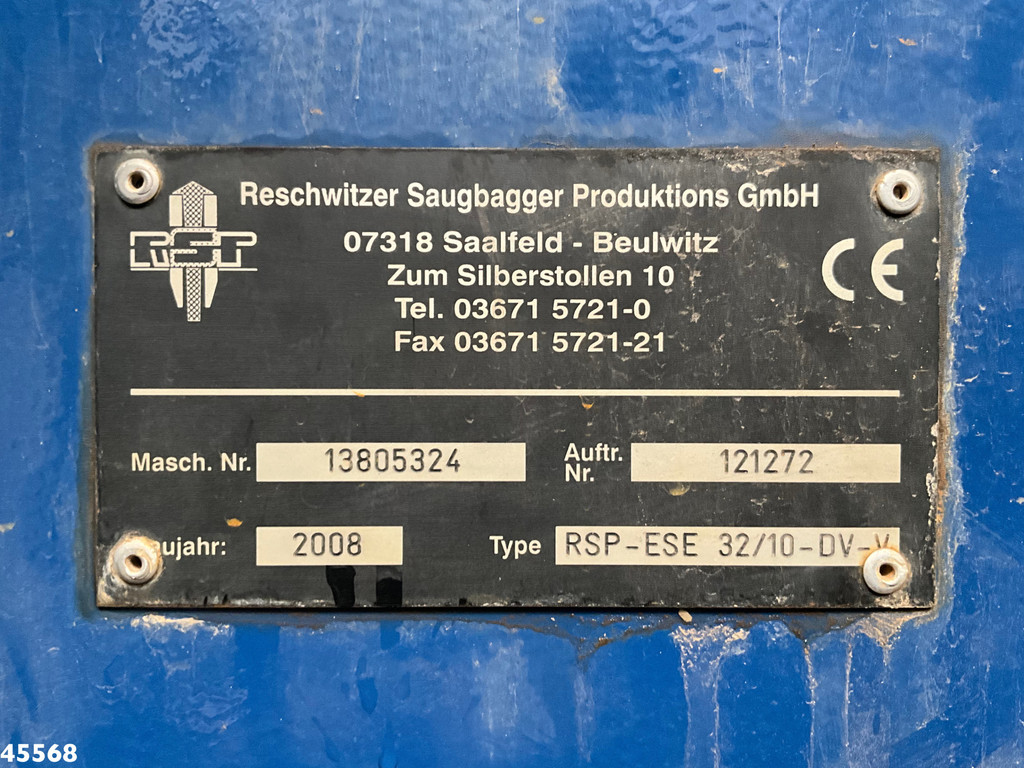 RSP
Reschwitzer Saugbagger Produktions GmbH
07318 Saalfeld - Beulwitz
Zum Silberstollen 10
Tel. 03671 5721-0
Fax 03671 5721-21
CE
Masch. Nr. 13805324
Auftr. Nr. 121272
aujahr: 2008
Type RSP-ESE 32/10-DV-V
45568